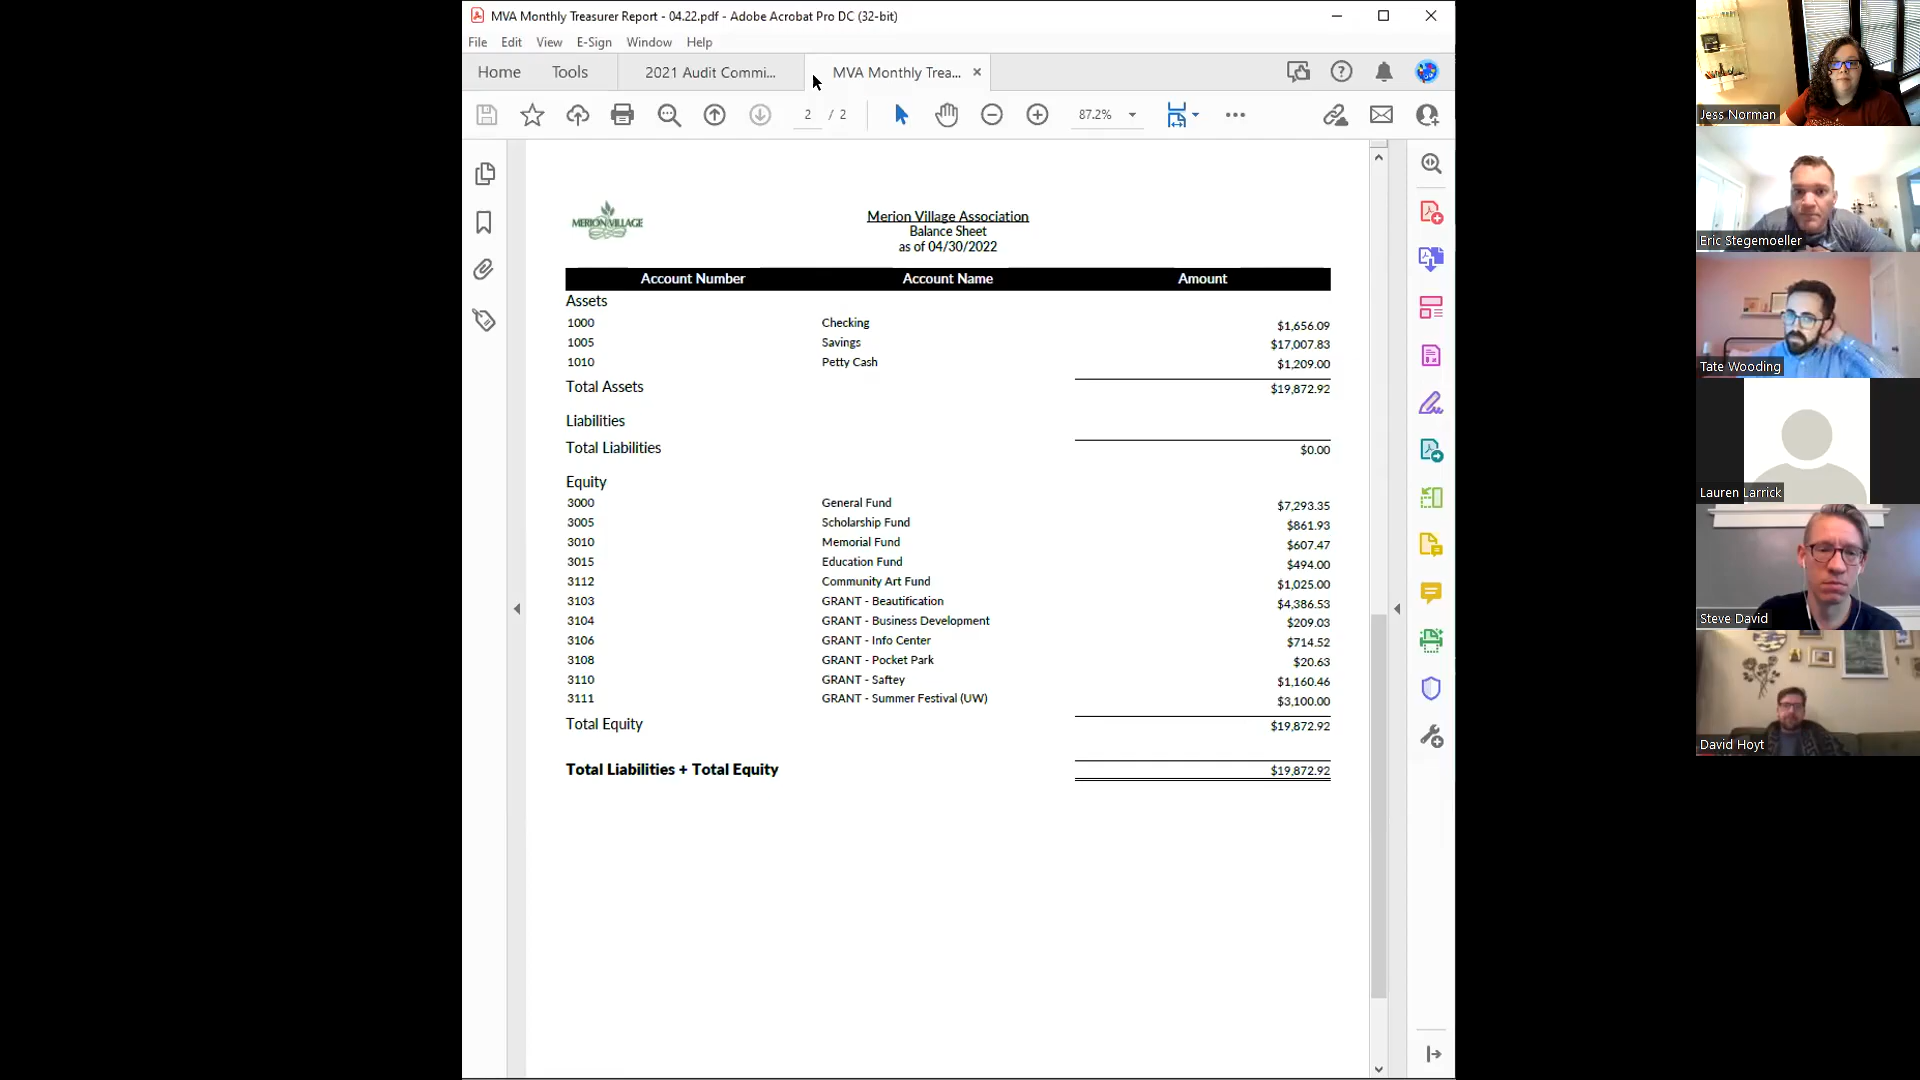 MVA Monthly Treasurer Report - 04.22.pdf - Adobe Acrobat Pro DC (32-bit)
File Edit View E-Sign Window Help
Home Tools 2021 Audit Commi... MVA Monthly Trea...
2 / 2 87.2%
MERION VILLAGE
Merion Village Association
Balance Sheet
as of 04/30/2022
Account Number Account Name Amount
Assets
1000 Checking $1,656.09
1005 Savings $17,007.83
1010 Petty Cash $1,209.00
Total Assets $19,872.92
Liabilities
Total Liabilities $0.00
Equity
3000 General Fund $7,293.35
3005 Scholarship Fund $861.93
3010 Memorial Fund $607.47
3015 Education Fund $494.00
3112 Community Art Fund $1,025.00
3103 GRANT - Beautification $4,386.53
3104 GRANT - Business Development $209.03
3106 GRANT - Info Center $714.52
3108 GRANT - Pocket Park $20.63
3110 GRANT - Saftey $1,160.46
3111 GRANT - Summer Festival (UW) $3,100.00
Total Equity $19,872.92
Total Liabilities + Total Equity $19,872.92
Jess Norman
Eric Stegemoeller
Tate Wooding
Lauren Larrick
Steve David
David Hoyt